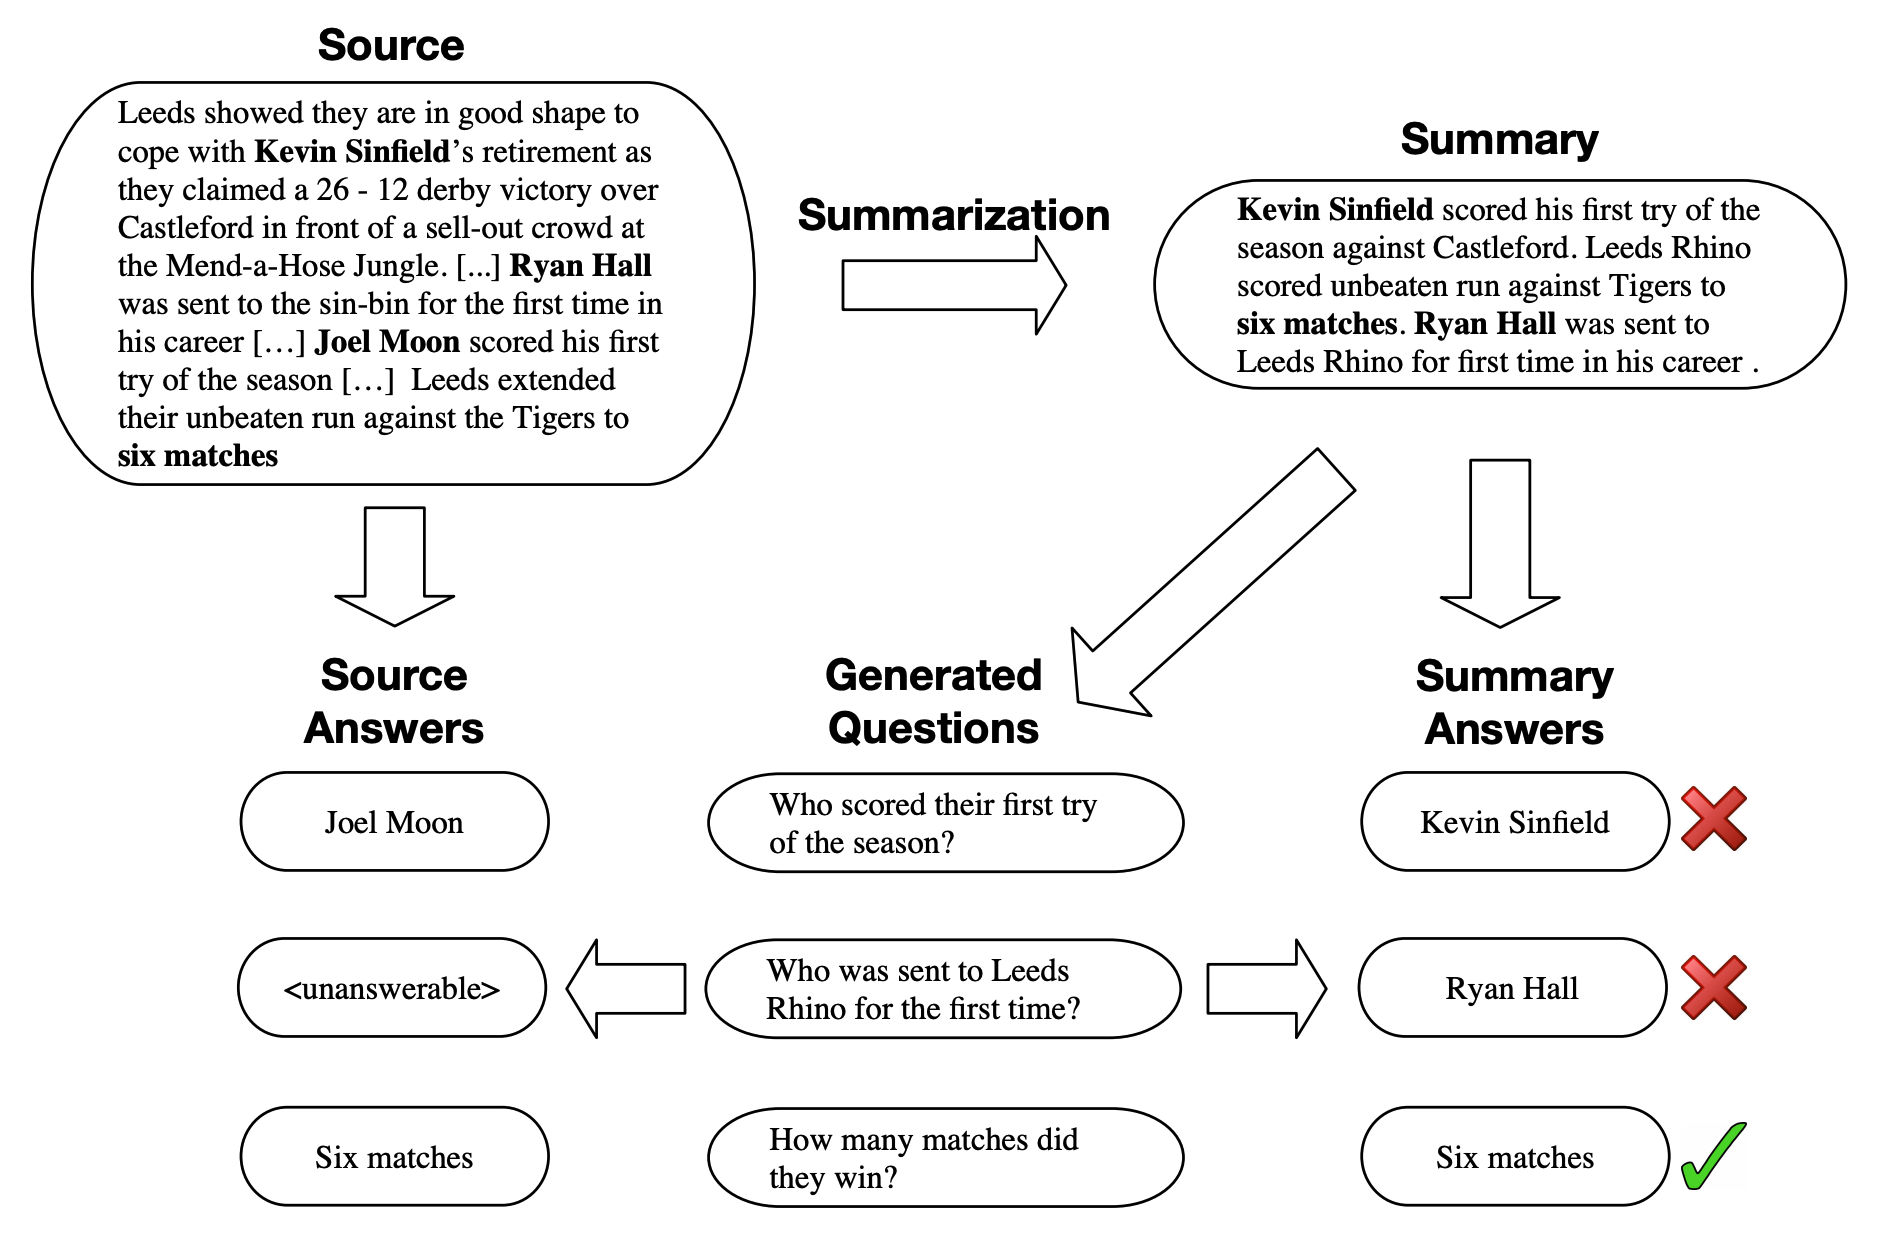 Source
Leeds showed they are in good shape to
cope with Kevin Sinfield's retirement as
they claimed a 26 - 12 derby victory over
Castleford in front of a sell-out crowd at
the Mend-a-Hose Jungle. [...] Ryan Hall
was sent to the sin-bin for the first time in
his career […] Joel Moon scored his first
try of the season […]  Leeds extended
their unbeaten run against the Tigers to
six matches
Summarization
Summary
Kevin Sinfield scored his first try of the
season against Castleford. Leeds Rhino
scored unbeaten run against Tigers to
six matches. Ryan Hall was sent to
Leeds Rhino for first time in his career .
Source
Answers
Generated
Questions
Summary
Answers
Joel Moon
Who scored their first try
of the season?
Kevin Sinfield
<unanswerable>
Who was sent to Leeds
Rhino for the first time?
Ryan Hall
Six matches
How many matches did
they win?
Six matches